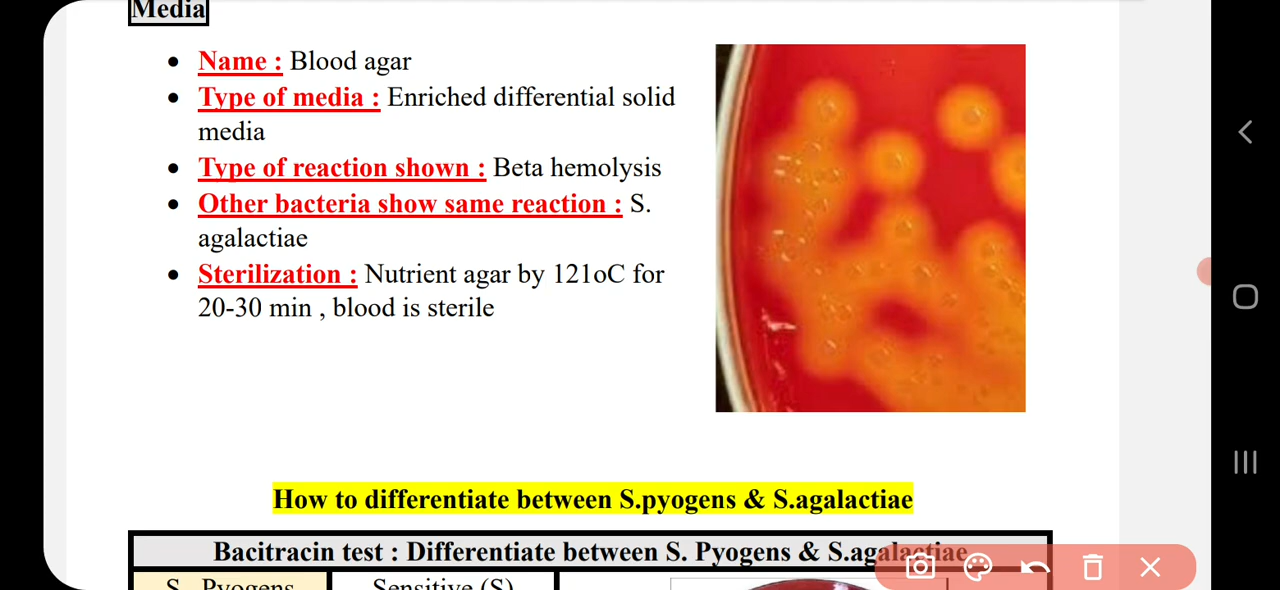 Media
Name : Blood agar
Type of media : Enriched differential solid
media
Type of reaction shown : Beta hemolysis
Other bacteria show same reaction : S.
agalactiae
Sterilization : Nutrient agar by 121oC for
20-30 min , blood is sterile
How to differentiate between S.pyogens & S.agalactiae
Bacitracin test : Differentiate between S. Pyogens & S.agalactiae
S. Pyogens Sensitive (S)